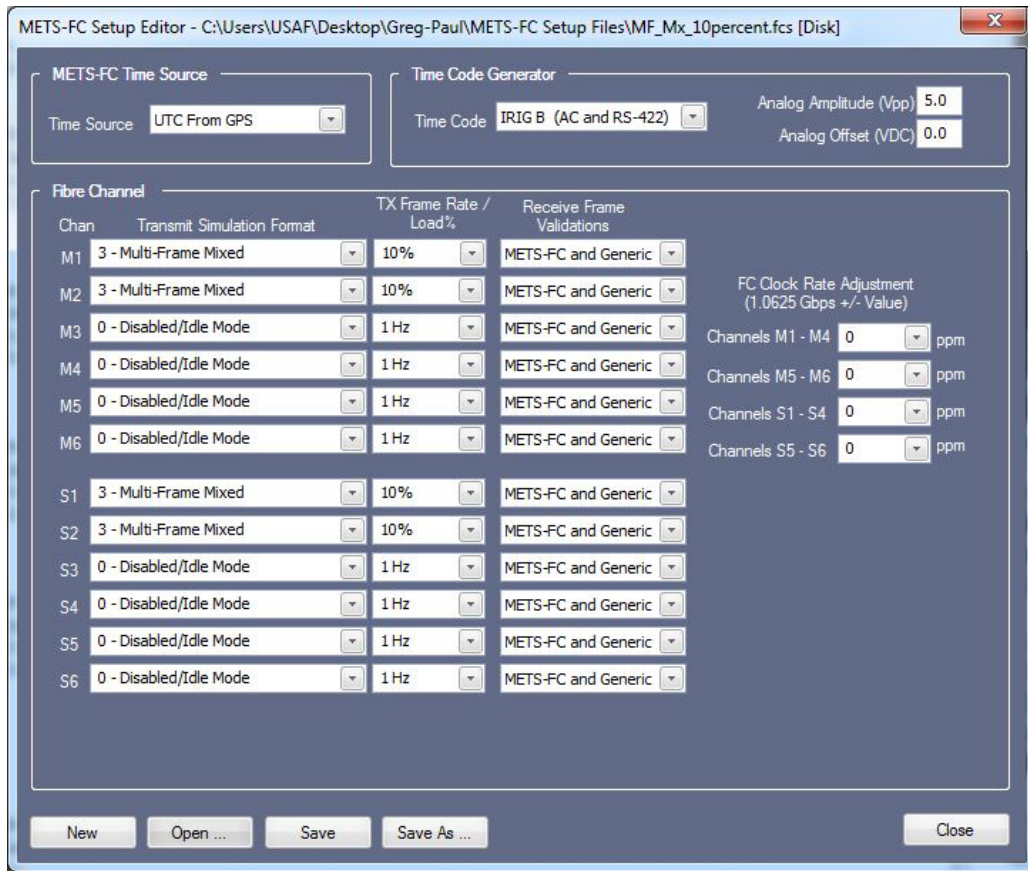 METS-FC Setup Editor - C:\Users\USAF\Desktop\Greg-Paul\METS-FC Setup Files\MF_Mx_10percent.fcs [Disk]
METS-FC Time Source
Time Source UTC From GPS
Time Code Generator
Time Code IRIG B (AC and RS-422)
Analog Amplitude (Vpp) 5.0
Analog Offset (VDC) 0.0
Fibre Channel
Chan Transmit Simulation Format TX Frame Rate / Load% Receive Frame Validations
M1 3 - Multi-Frame Mixed 10% METS-FC and Generic
M2 3 - Multi-Frame Mixed 10% METS-FC and Generic
M3 0 - Disabled/Idle Mode 1 Hz METS-FC and Generic
M4 0 - Disabled/Idle Mode 1 Hz METS-FC and Generic
M5 0 - Disabled/Idle Mode 1 Hz METS-FC and Generic
M6 0 - Disabled/Idle Mode 1 Hz METS-FC and Generic
S1 3 - Multi-Frame Mixed 10% METS-FC and Generic
S2 3 - Multi-Frame Mixed 10% METS-FC and Generic
S3 0 - Disabled/Idle Mode 1 Hz METS-FC and Generic
S4 0 - Disabled/Idle Mode 1 Hz METS-FC and Generic
S5 0 - Disabled/Idle Mode 1 Hz METS-FC and Generic
S6 0 - Disabled/Idle Mode 1 Hz METS-FC and Generic
FC Clock Rate Adjustment
(1.0625 Gbps +/- Value)
Channels M1 - M4 0 ppm
Channels M5 - M6 0 ppm
Channels S1 - S4 0 ppm
Channels S5 - S6 0 ppm
New Open ... Save Save As ... Close